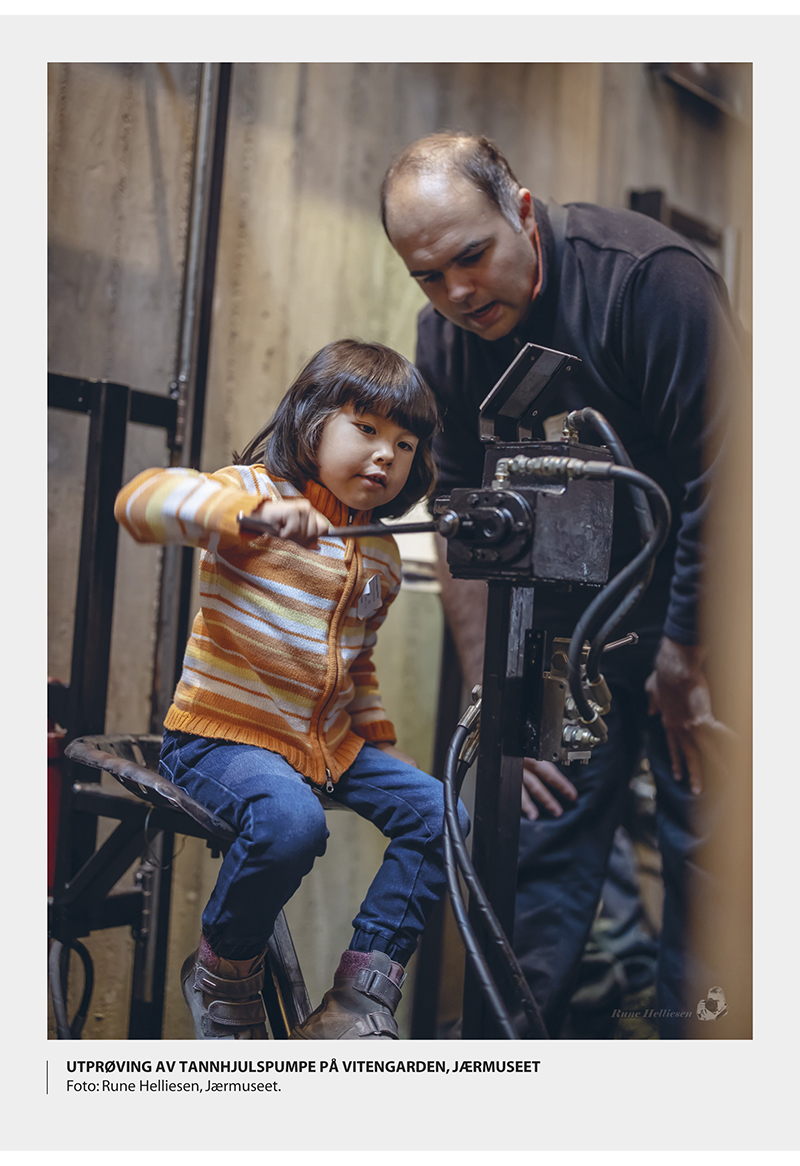 Rune Helliesen
UTPRØVING AV TANNHJULSPUMPE PÅ VITENGARDEN, JÆRMUSEET
Foto: Rune Helliesen, Jærmuseet.